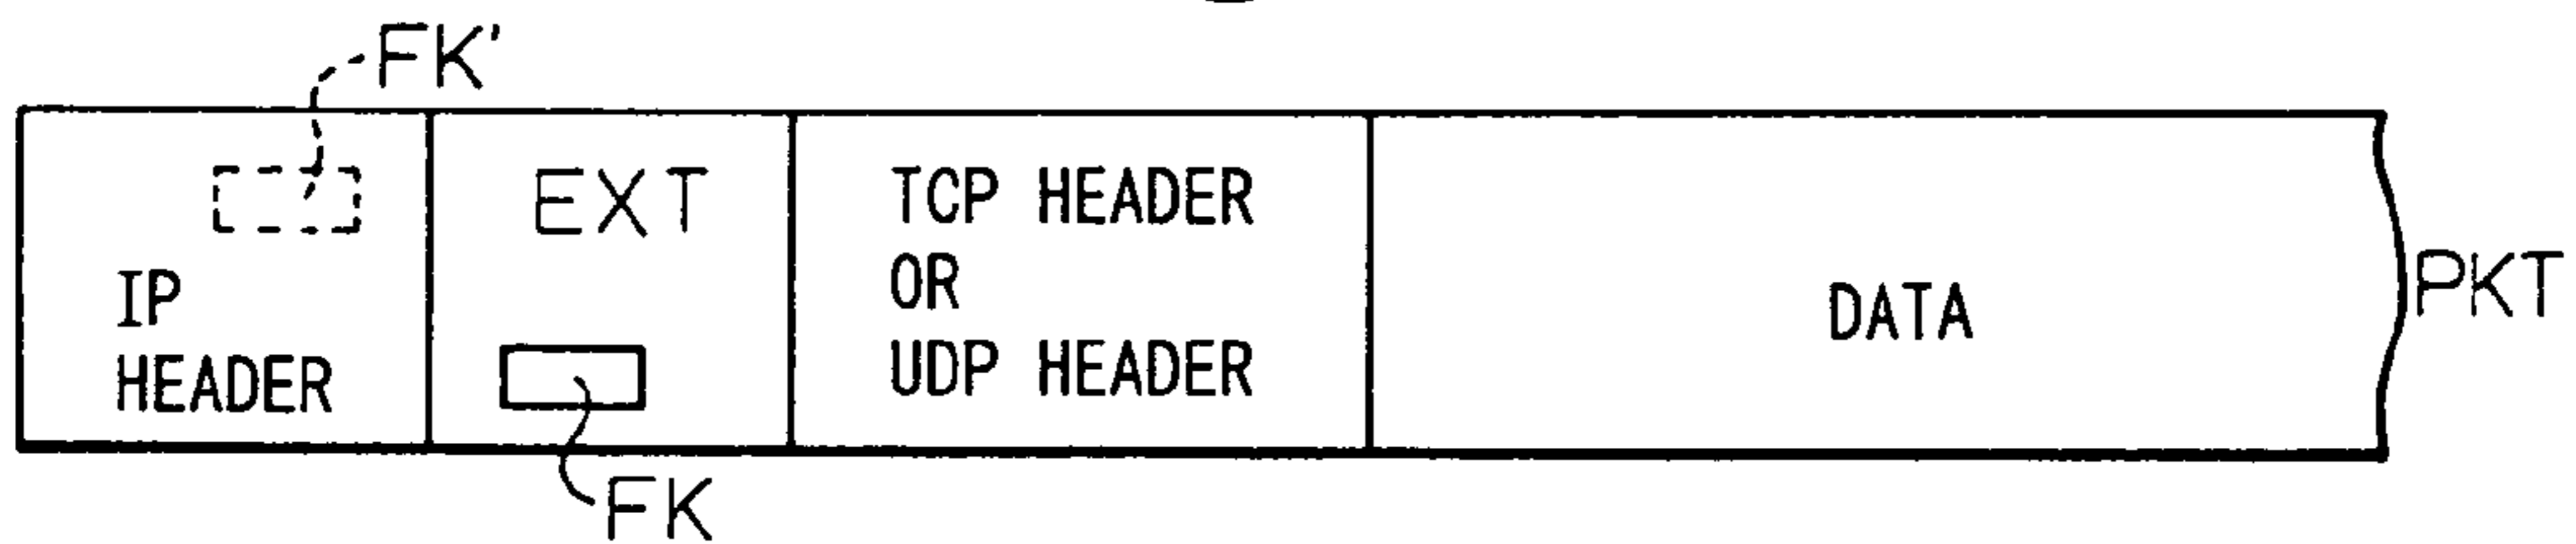 FK'
IP
HEADER
EXT
FK
TCP HEADER
OR
UDP HEADER
DATA
PKT